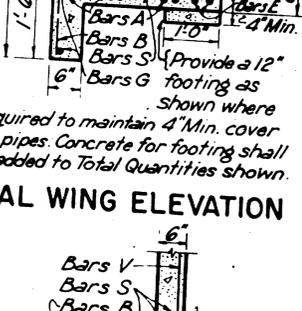 Bars A
Bars E
1'-6"
1'-0"
4"Min.
Bars B
Bars S
{Provide a 12"
6"
Bars G
footing as
shown where
quired to maintain 4"Min. cover
pipes. Concrete for footing shall
added to Total Quantities shown.
AL WING ELEVATION
6"
Bars V
Bars S
Bars B